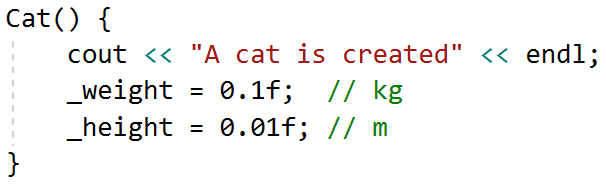 Cat() {
    cout << "A cat is created" << endl;
    _weight = 0.1f;  // kg
    _height = 0.01f; // m
}